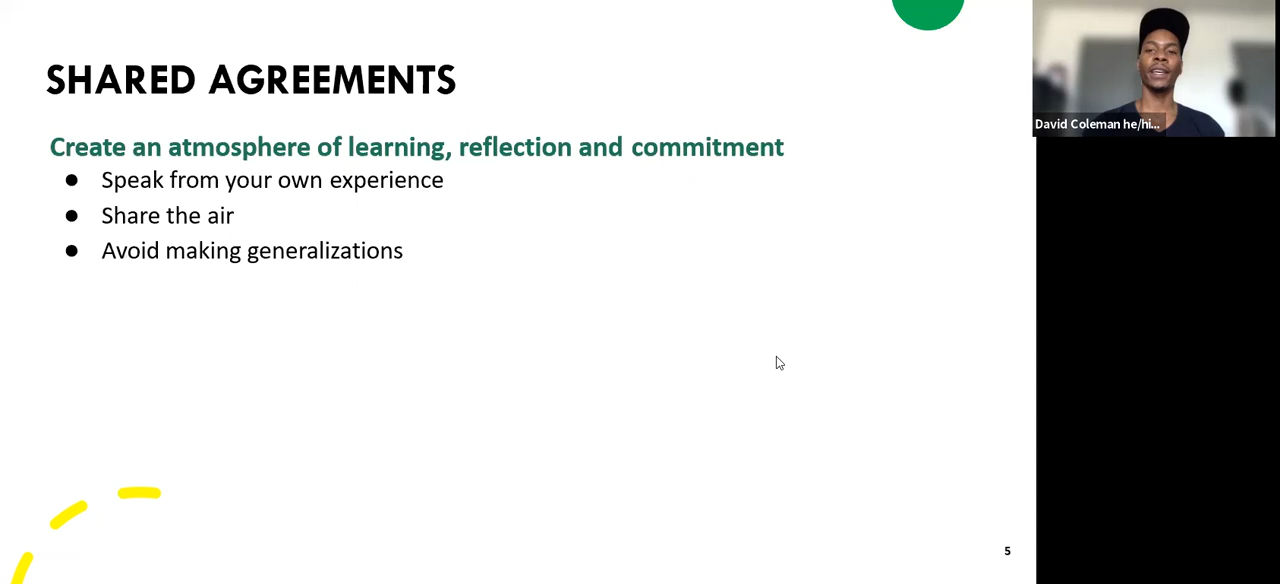 SHARED AGREEMENTS
Create an atmosphere of learning, reflection and commitment
● Speak from your own experience
● Share the air
● Avoid making generalizations
David Coleman he/hi...
5